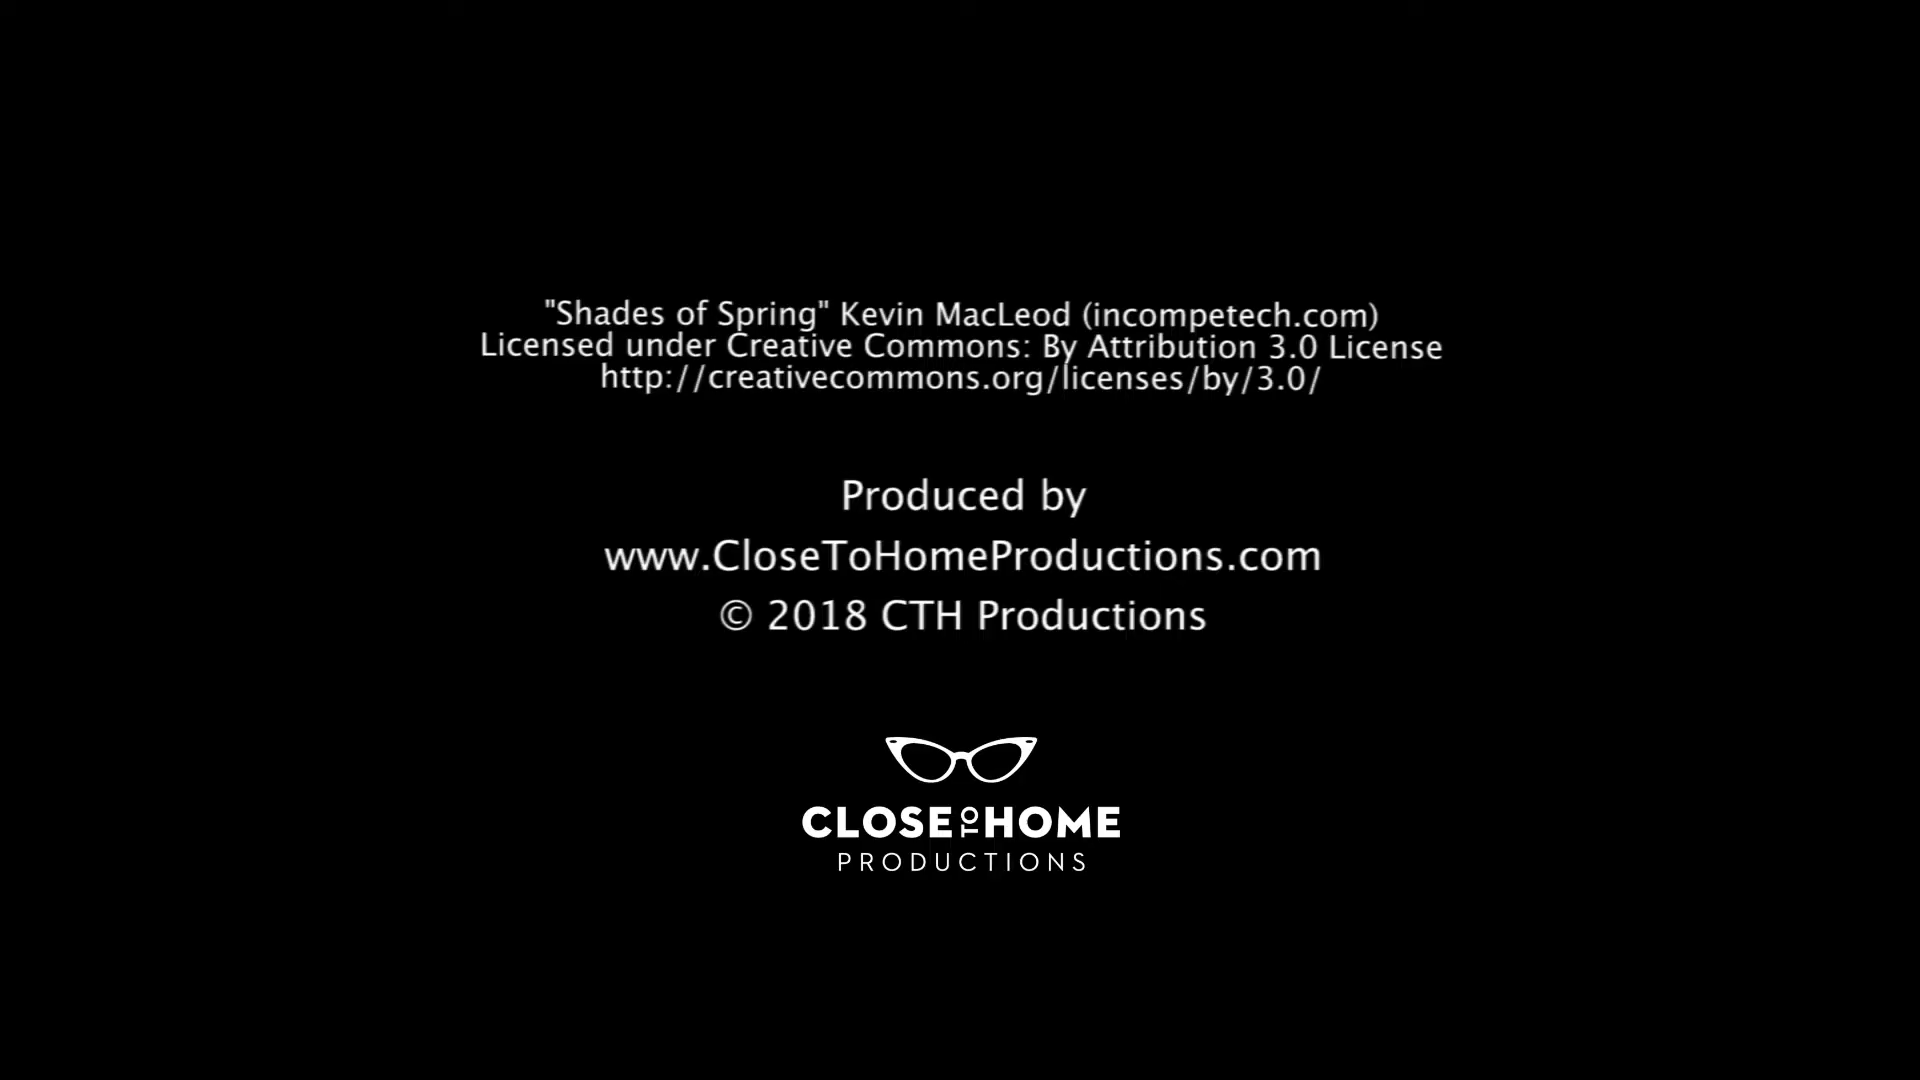 "Shades of Spring" Kevin MacLeod (incompetech.com)
Licensed under Creative Commons: By Attribution 3.0 License
http://creativecommons.org/licenses/by/3.0/
Produced by
www.CloseToHomeProductions.com
© 2018 CTH Productions
CLOSE TO HOME
PRODUCTIONS